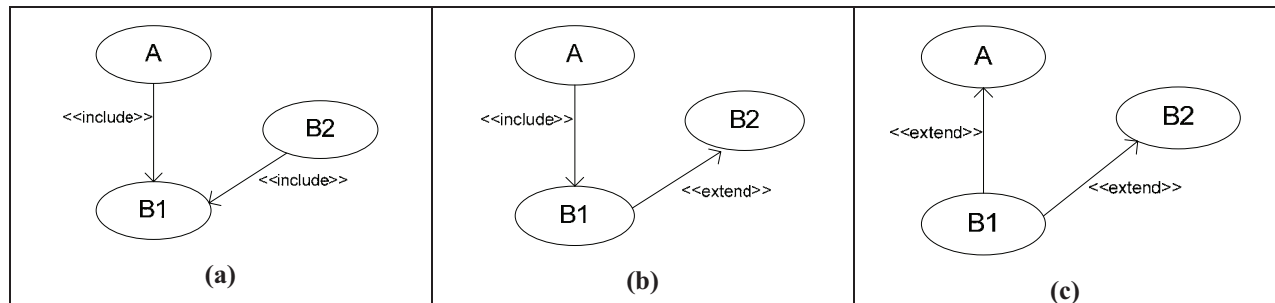 A
<<include>>
B2
<<include>>
B1
(a)
A
<<include>>
B2
<<extend>>
B1
(b)
A
<<extend>>
B2
<<extend>>
B1
(c)